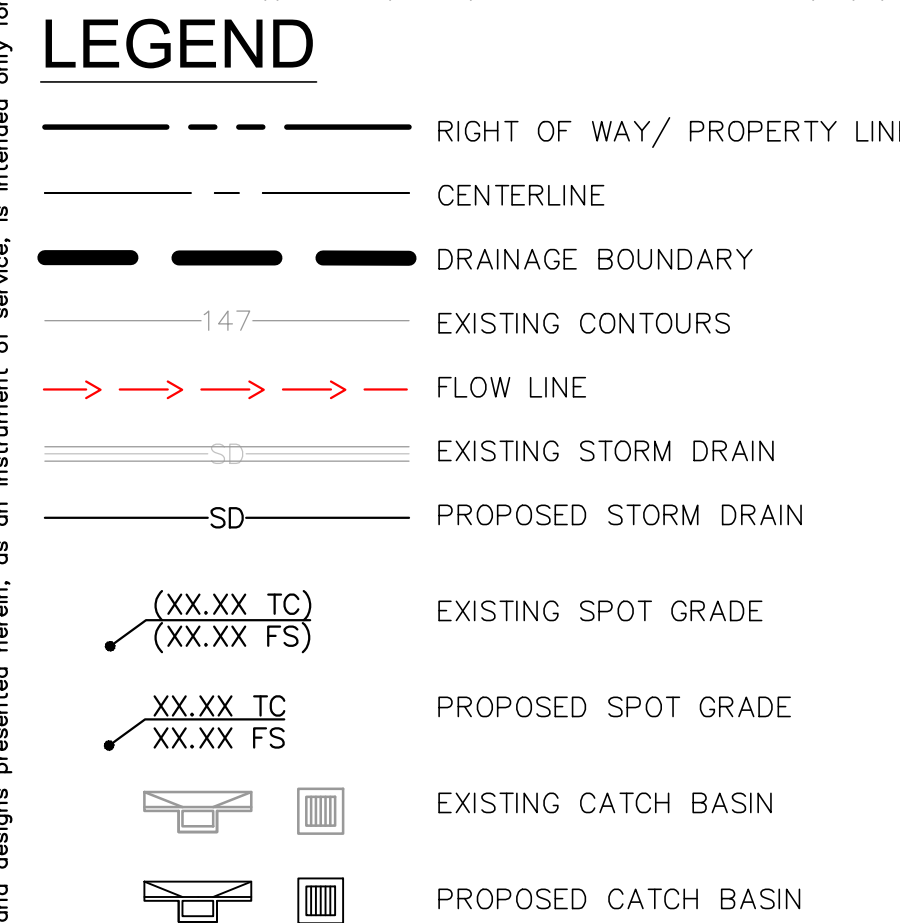 LEGEND
RIGHT OF WAY/ PROPERTY
CENTERLINE
DRAINAGE BOUNDARY
147 EXISTING CONTOURS
FLOW LINE
SD EXISTING STORM DRAIN
SD PROPOSED STORM DRAIN
(XX.XX TC)
(XX.XX FS)
EXISTING SPOT GRADE
XX.XX TC
XX.XX FS
PROPOSED SPOT GRADE
EXISTING CATCH BASIN
PROPOSED CATCH BASIN
and designs presented herein, as an instrument of service, is intended only for